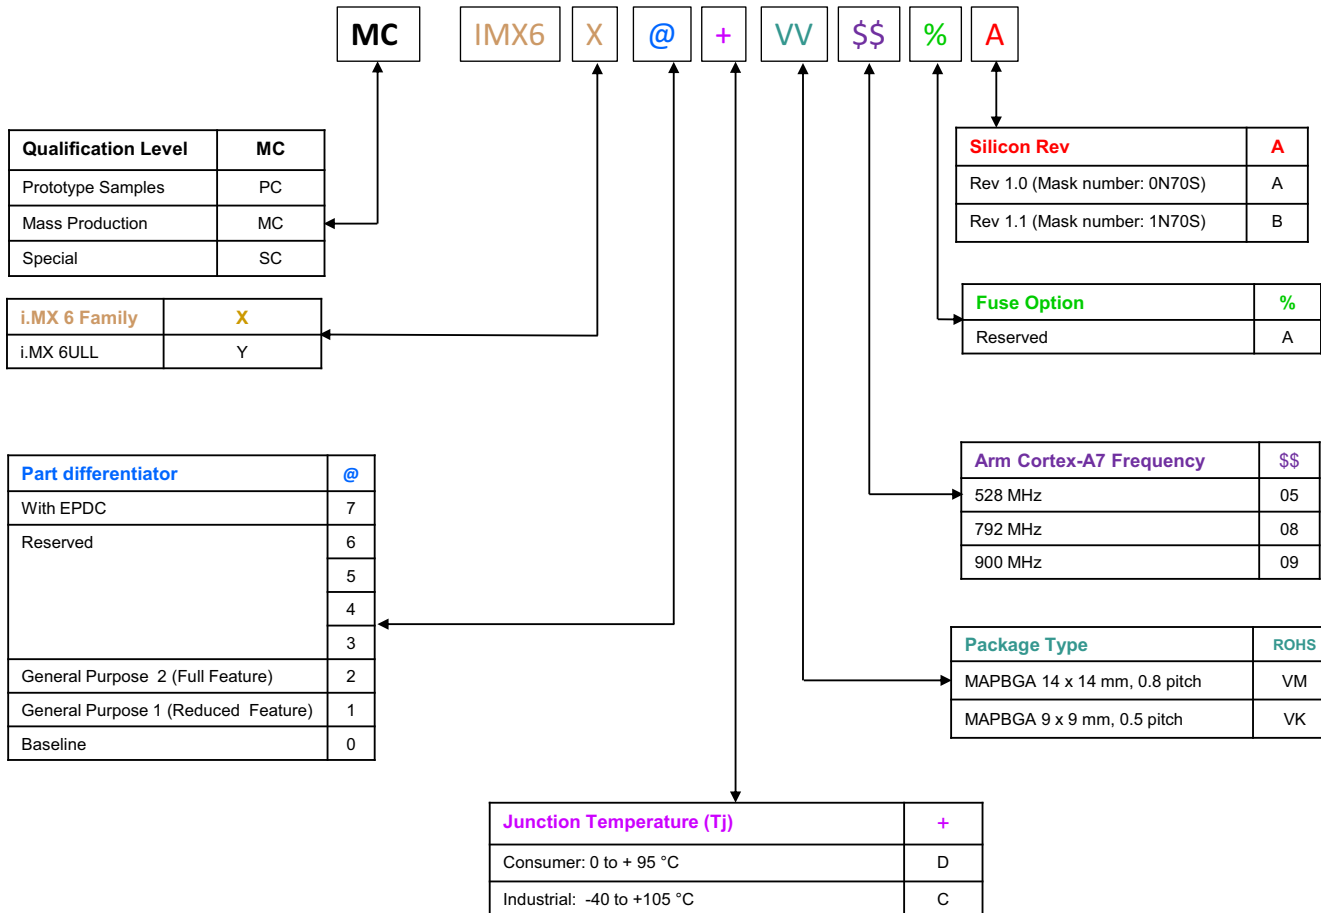 MC IMX6 X @ + VV $$ % A
Qualification Level MC
Prototype Samples PC
Mass Production MC
Special SC
Silicon Rev A
Rev 1.0 (Mask number: 0N70S) A
Rev 1.1 (Mask number: 1N70S) B
i.MX 6 Family X
i.MX 6ULL Y
Fuse Option %
Reserved A
Part differentiator @
With EPDC 7
Reserved 6
5
4
3
General Purpose 2 (Full Feature) 2
General Purpose 1 (Reduced Feature) 1
Baseline 0
Arm Cortex-A7 Frequency $$
528 MHz 05
792 MHz 08
900 MHz 09
Package Type ROHS
MAPBGA 14 x 14 mm, 0.8 pitch VM
MAPBGA 9 x 9 mm, 0.5 pitch VK
Junction Temperature (Tj) +
Consumer: 0 to + 95 °C D
Industrial: -40 to +105 °C C